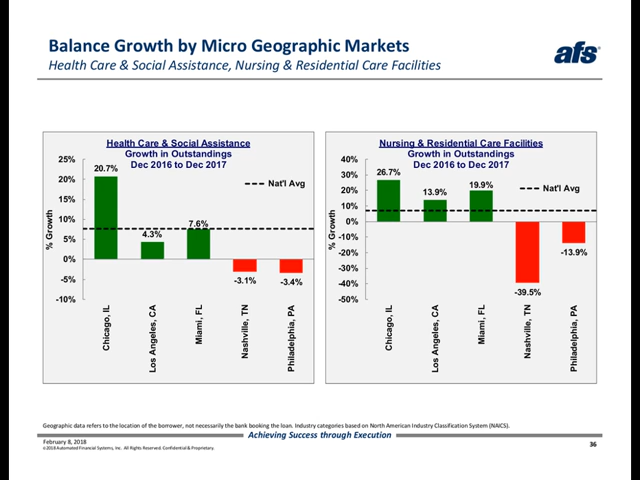 Balance Growth by Micro Geographic Markets
Health Care & Social Assistance, Nursing & Residential Care Facilities
afs®
Health Care & Social Assistance
Growth in Outstandings
Dec 2016 to Dec 2017
% Growth
25%
20%
15%
10%
5%
0%
-5%
-10%
20.7%
4.3%
7.6%
-3.1%
-3.4%
Nat'l Avg
Chicago, IL
Los Angeles, CA
Miami, FL
Nashville, TN
Philadelphia, PA
Nursing & Residential Care Facilities
Growth in Outstandings
Dec 2016 to Dec 2017
% Growth
40%
30%
20%
10%
0%
-10%
-20%
-30%
-40%
-50%
26.7%
13.9%
19.9%
-39.5%
-13.9%
Nat'l Avg
Chicago, IL
Los Angeles, CA
Miami, FL
Nashville, TN
Philadelphia, PA
Geographic data refers to the location of the borrower, not necessarily the bank booking the loan. Industry categories based on North American Industry Classification System (NAICS).
Achieving Success through Execution
February 8, 2018
©2018 Automated Financial Systems, Inc. All Rights Reserved. Confidential & Proprietary.
36